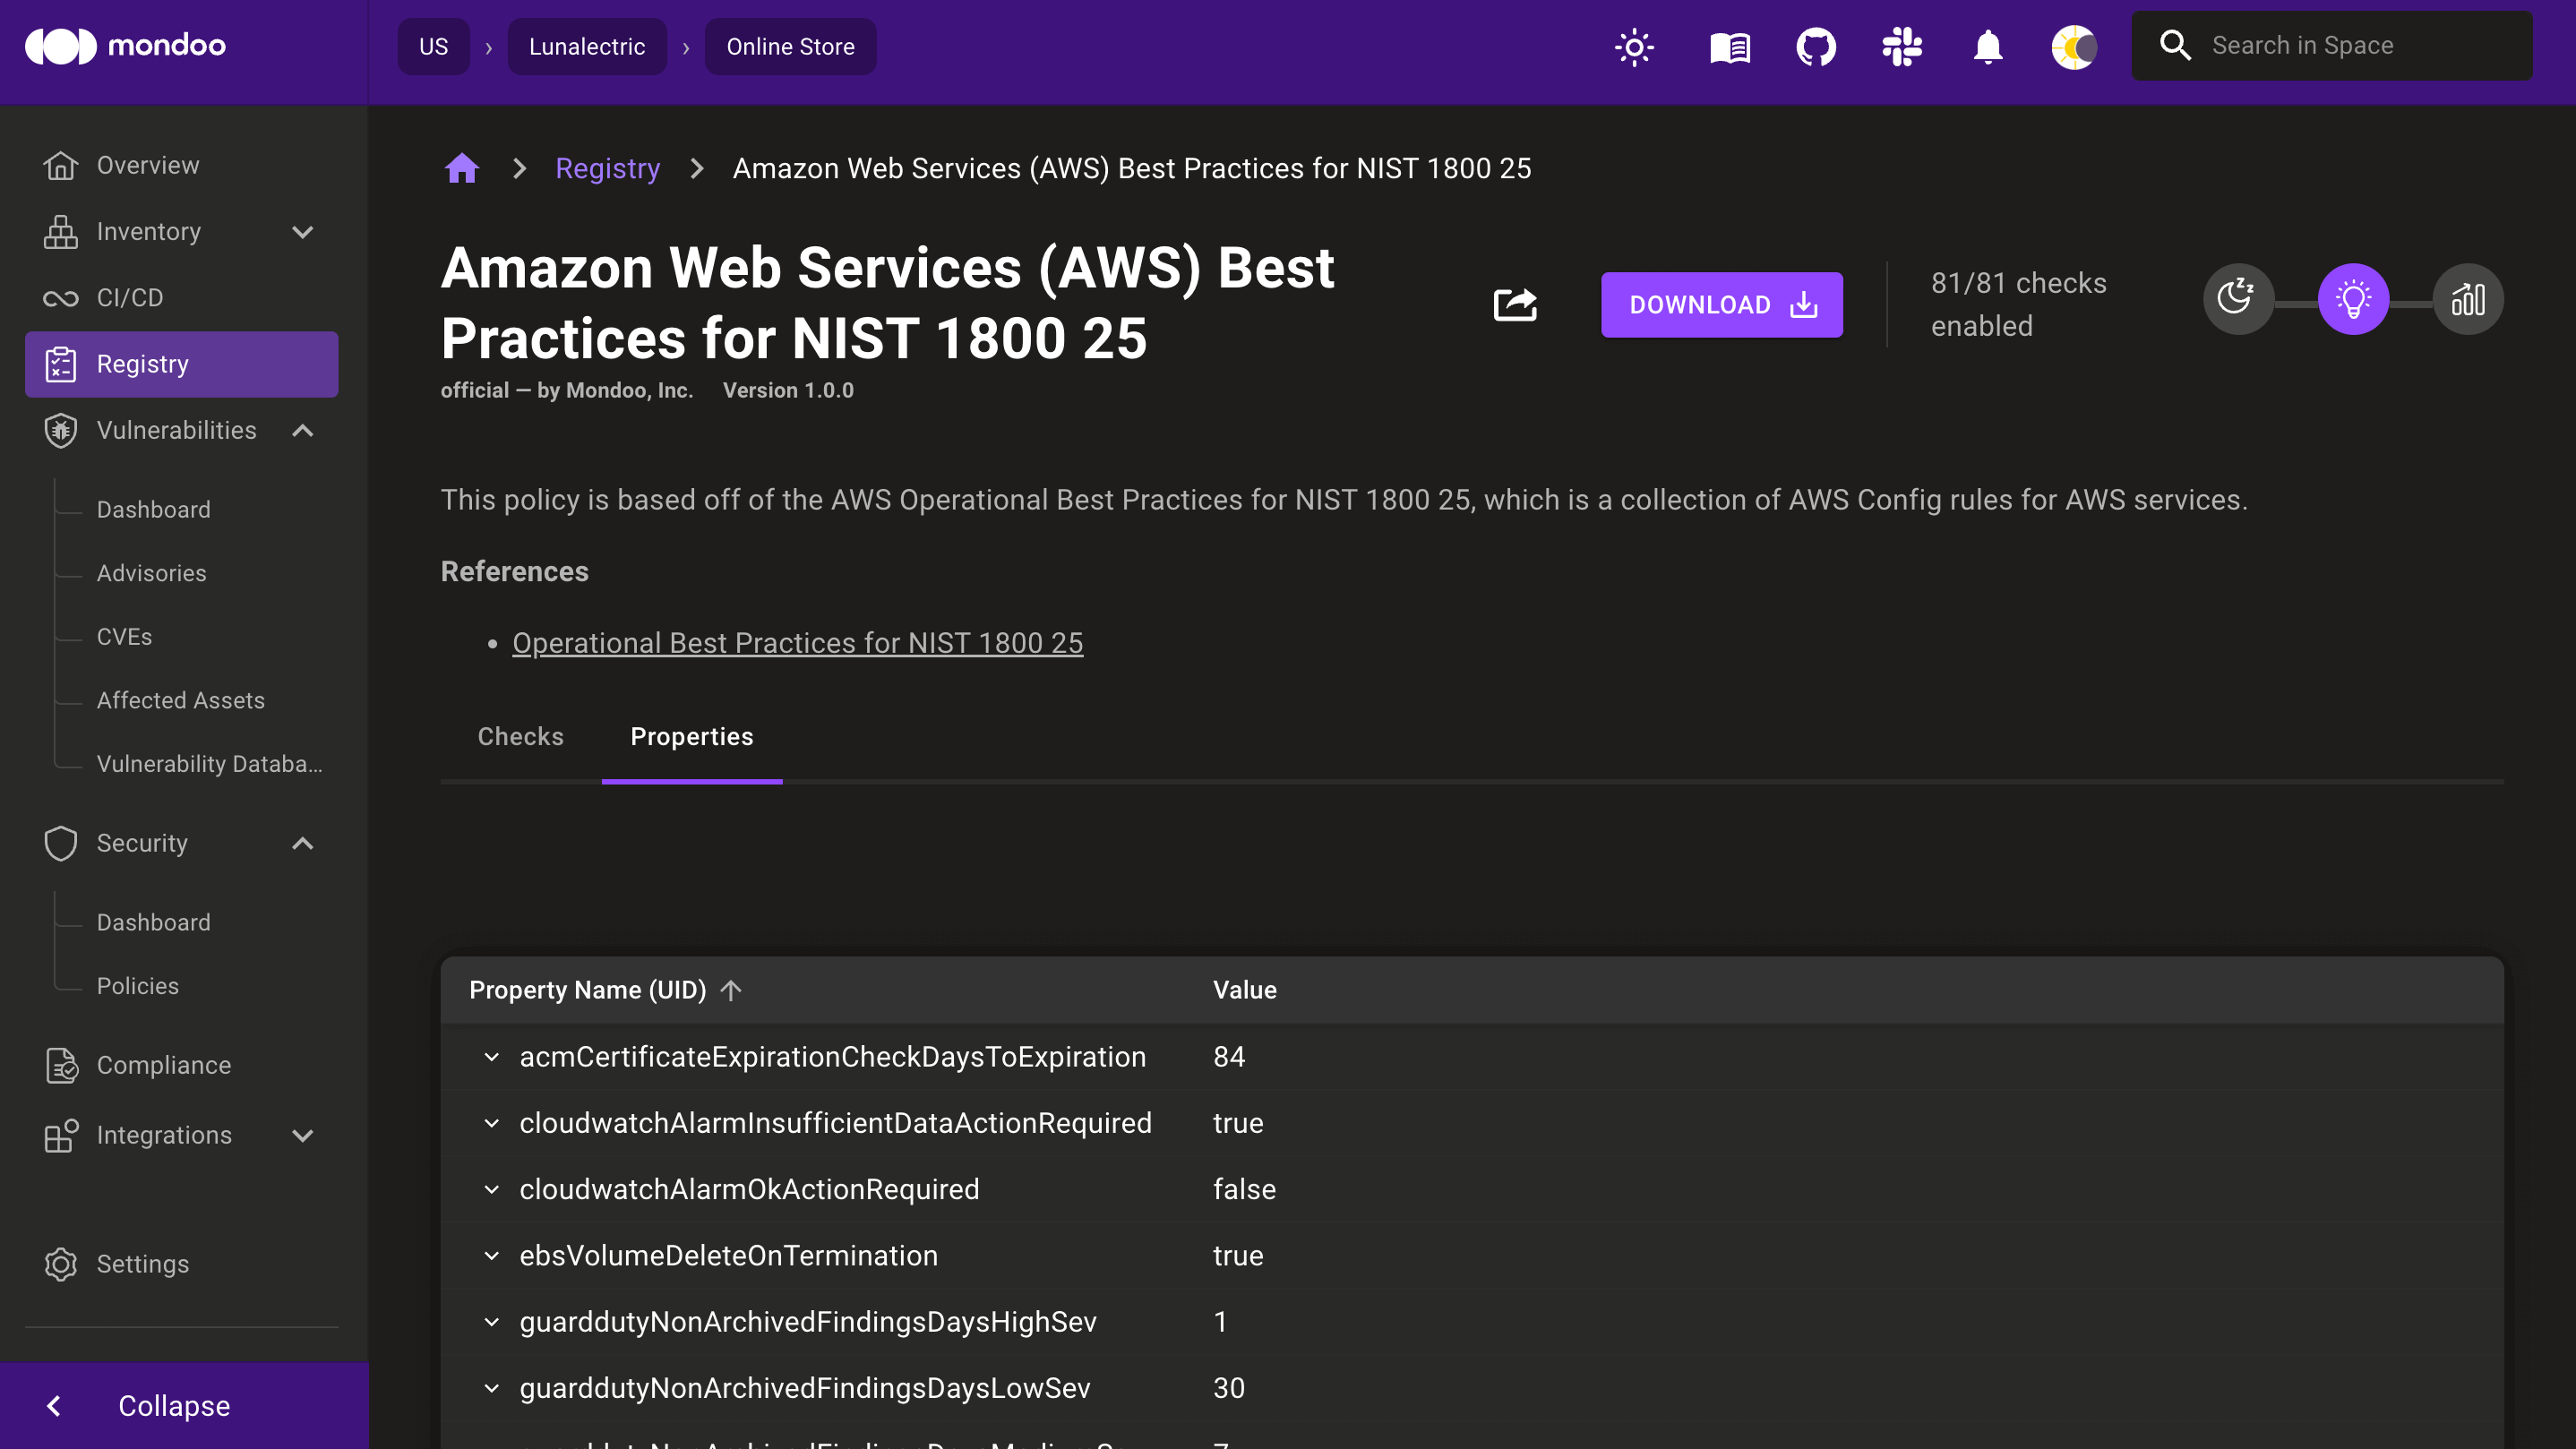 mondoo
US › Lunalectric › Online Store
Search in Space
Overview
Inventory
CI/CD
Registry
Vulnerabilities
Dashboard
Advisories
CVEs
Affected Assets
Vulnerability Databa...
Security
Dashboard
Policies
Compliance
Integrations
Settings
Collapse
Registry
Amazon Web Services (AWS) Best Practices for NIST 1800 25
Amazon Web Services (AWS) Best
Practices for NIST 1800 25
official — by Mondoo, Inc. Version 1.0.0
DOWNLOAD
81/81 checks
enabled
This policy is based off of the AWS Operational Best Practices for NIST 1800 25, which is a collection of AWS Config rules for AWS services.
References
• Operational Best Practices for NIST 1800 25
Checks
Properties
Property Name (UID) Value
acmCertificateExpirationCheckDaysToExpiration 84
cloudwatchAlarmInsufficientDataActionRequired true
cloudwatchAlarmOkActionRequired false
ebsVolumeDeleteOnTermination true
guarddutyNonArchivedFindingsDaysHighSev 1
guarddutyNonArchivedFindingsDaysLowSev 30